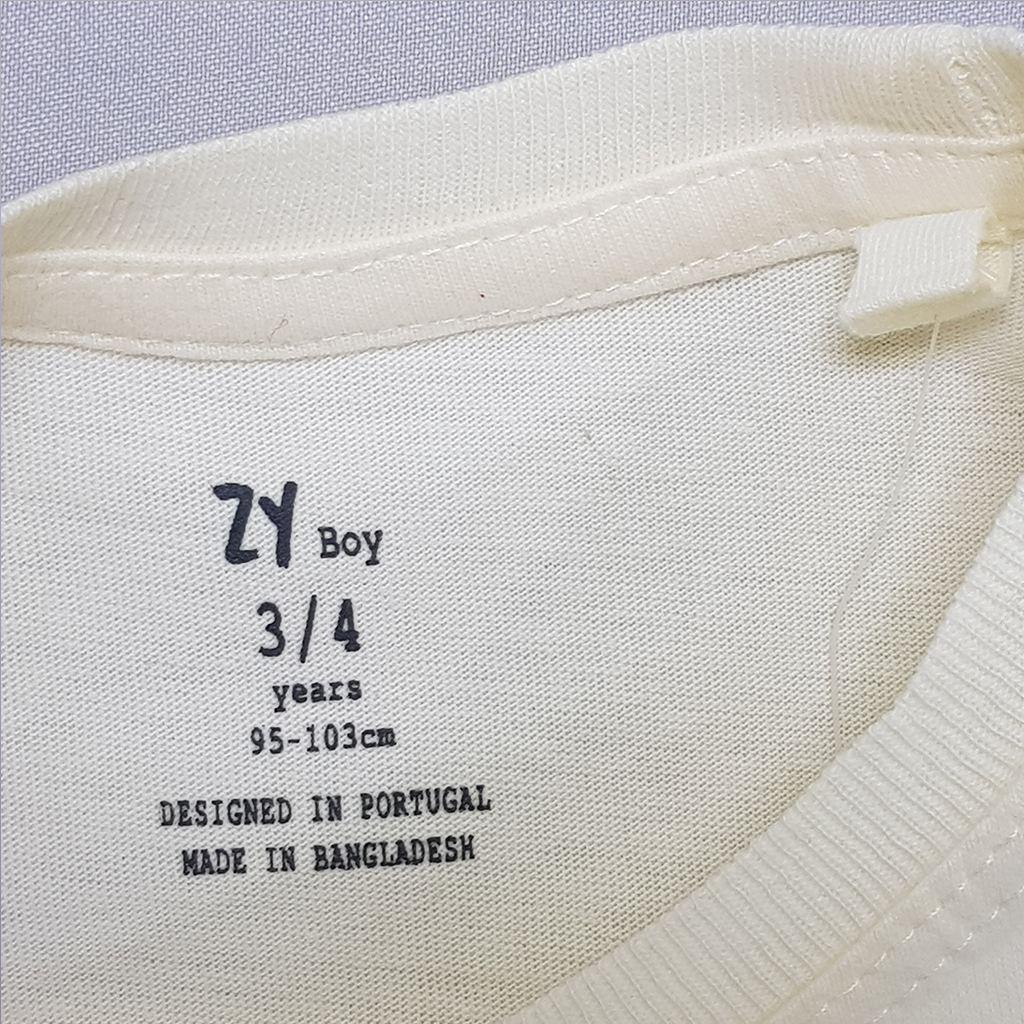 ZY Boy
3/4
years
95-103cm
DESIGNED IN PORTUGAL
MADE IN BANGLADESH